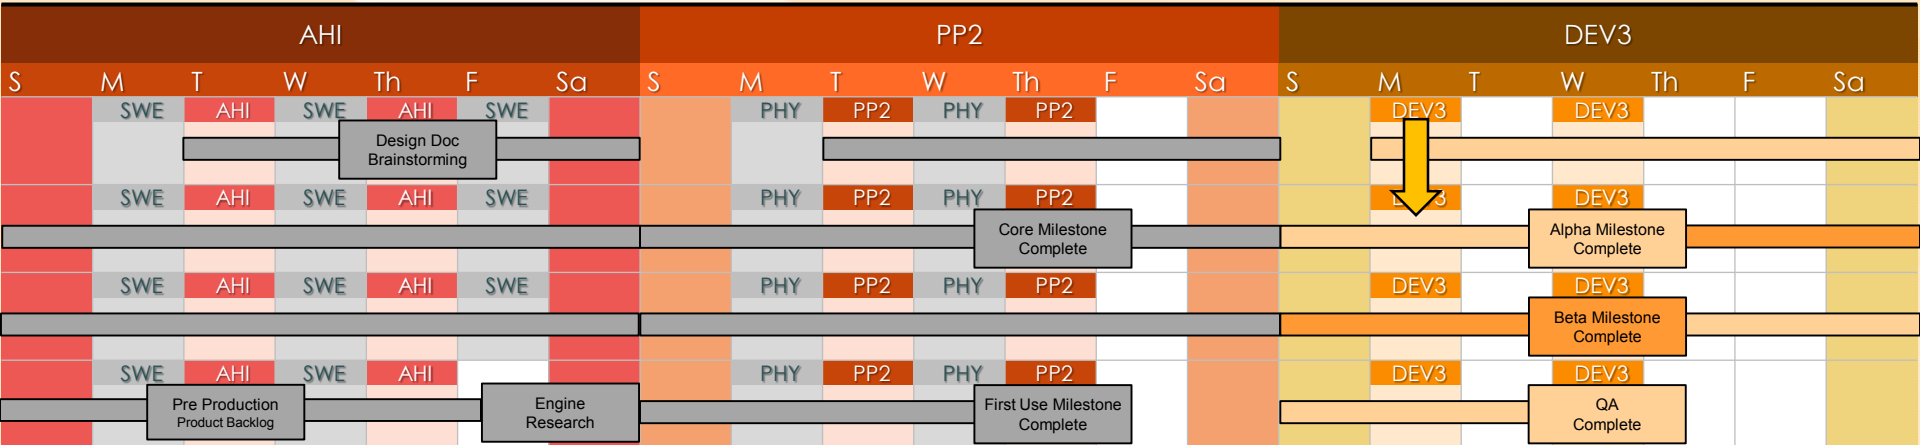 AHI PP2 DEV3
S M T W Th F Sa S M T W Th F Sa S M T W Th F Sa
SWE AHI SWE AHI SWE PHY PP2 PHY PP2 DEV3 DEV3
Design Doc
Brainstorming
SWE AHI SWE AHI SWE PHY PP2 PHY PP2 DEV3 DEV3
Core Milestone
Complete
Alpha Milestone
Complete
SWE AHI SWE AHI SWE PHY PP2 PHY PP2 DEV3 DEV3
Beta Milestone
Complete
SWE AHI SWE AHI PHY PP2 PHY PP2 DEV3 DEV3
Pre Production
Product Backlog
Engine
Research
First Use Milestone
Complete
QA
Complete